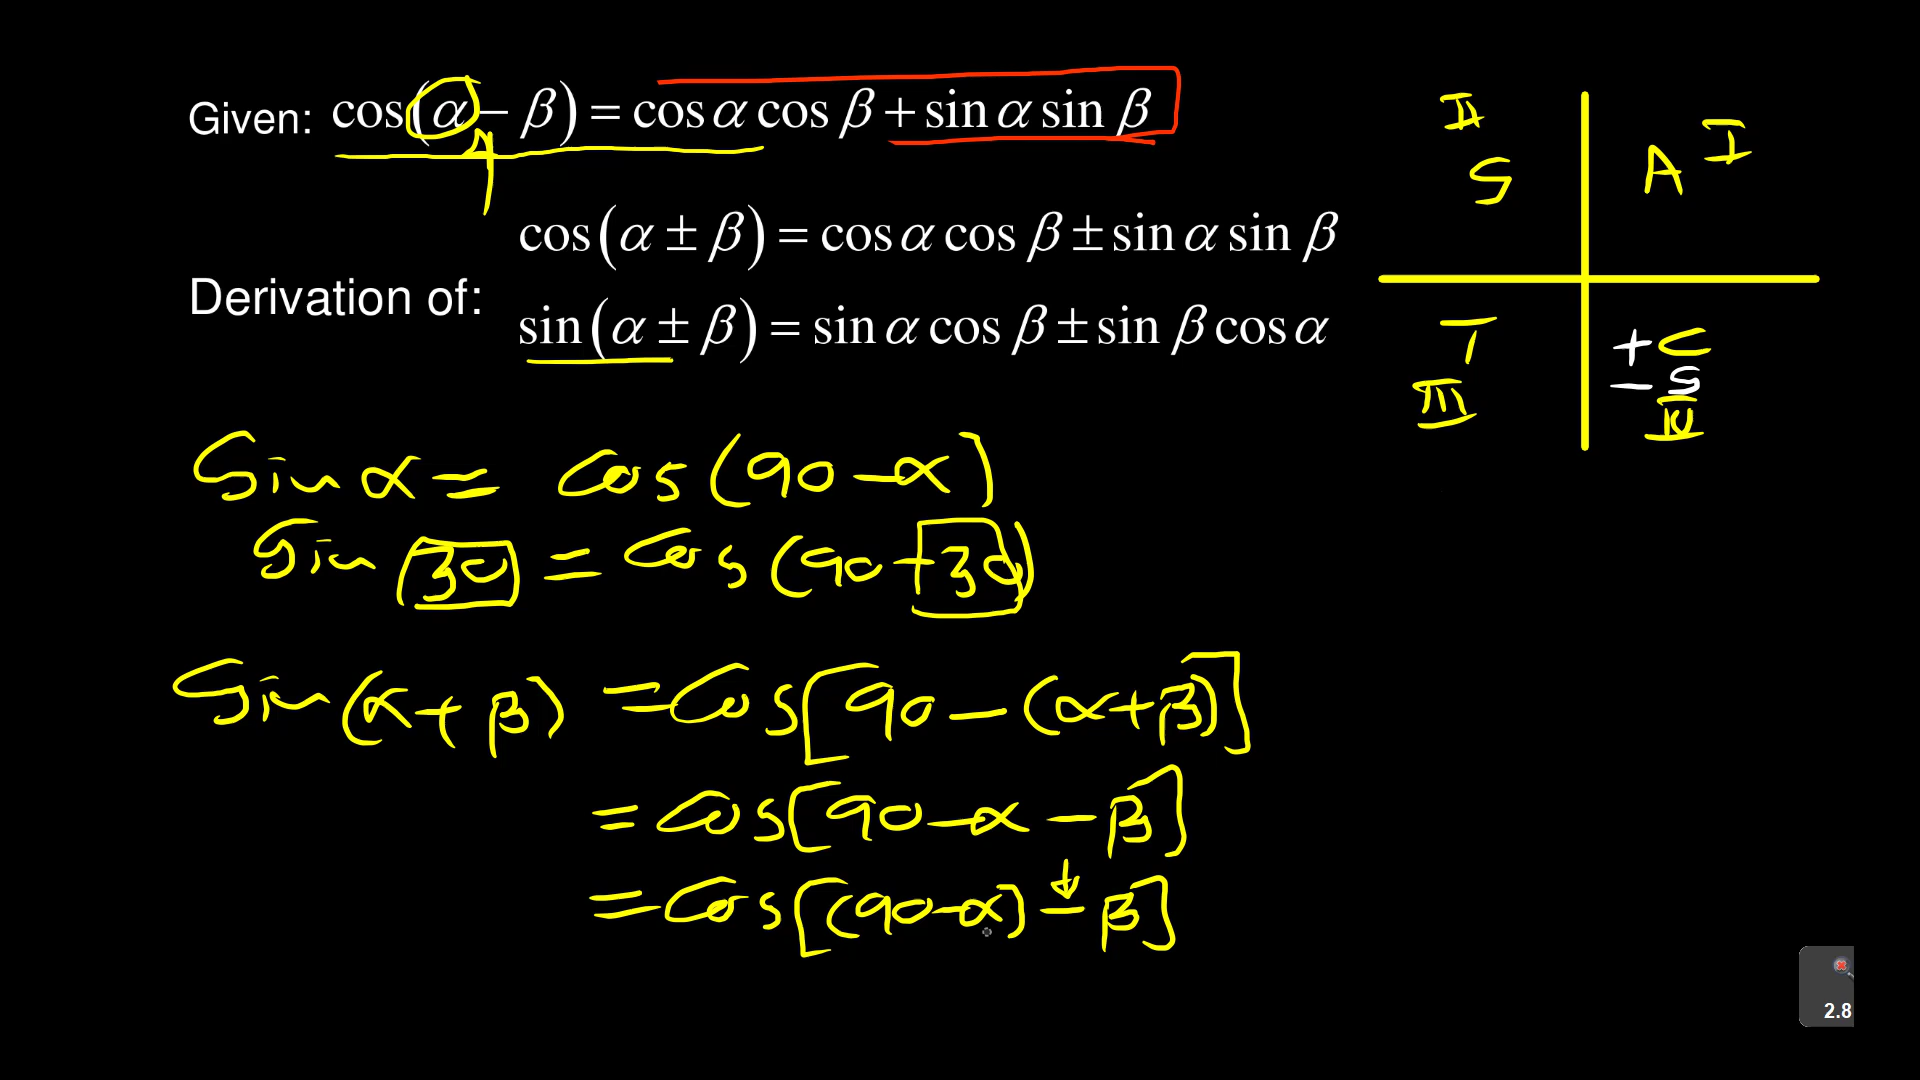 Given: cos(α − β) = cos α cos β + sin α sin β
cos(α ± β) = cos α cos β ± sin α sin β
Derivation of:
sin(α ± β) = sin α cos β ± sin β cos α
II
S
A
I
T
III
+C
−S
IV
Sin α = Cos(90 − α)
Sin(30) = Cos(90 − 30)
Sin(α + β) = Cos[90 − (α + β)]
= Cos[90 − α − β]
= Cos[(90 − α) − β]
2.8